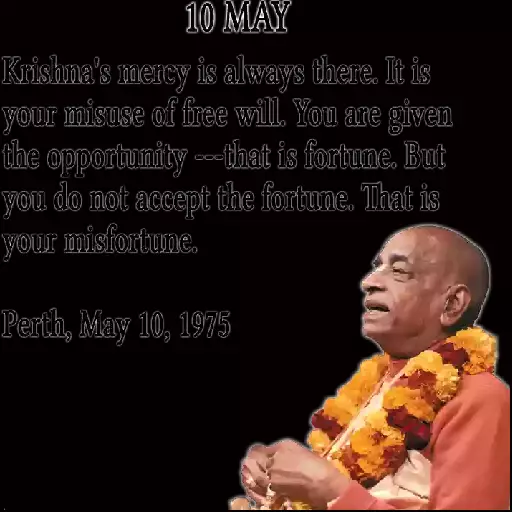 10 MAY
Krishna's mercy is always there. It is
your misuse of free will. You are given
the opportunity ---that is fortune. But
you do not accept the fortune. That is
your misfortune.
Perth, May 10, 1975